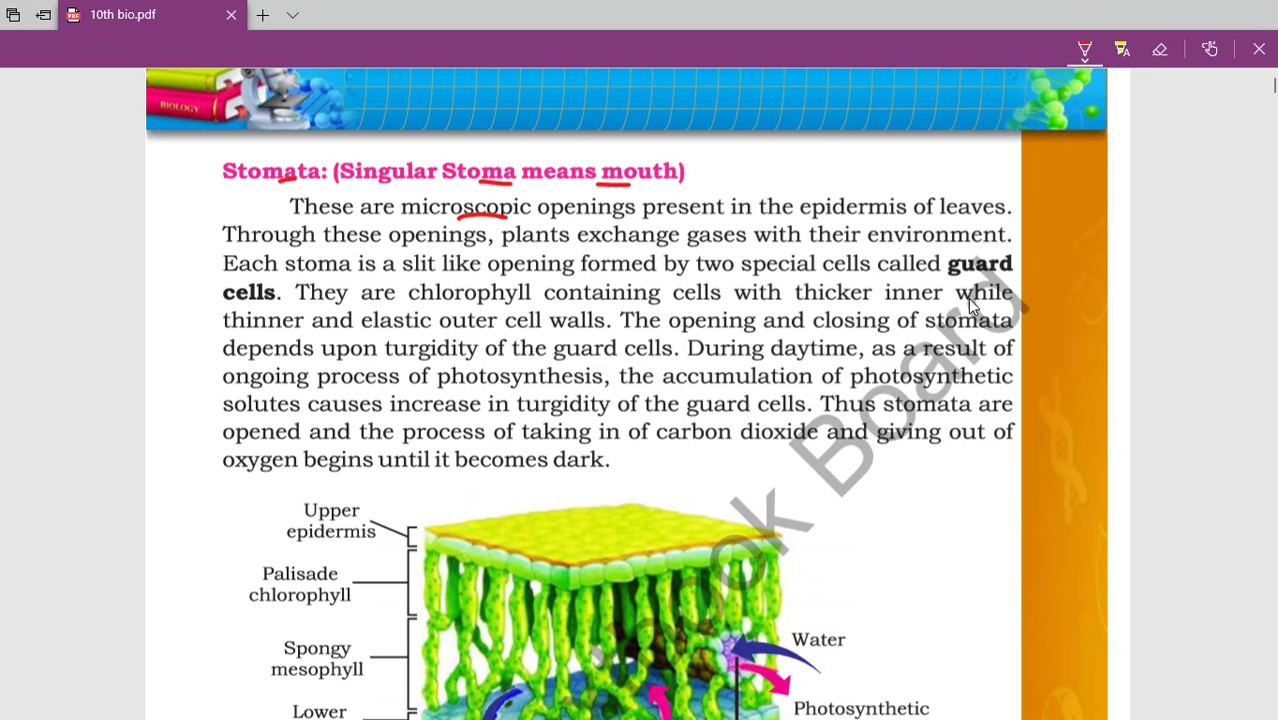 10th bio.pdf
BIOLOGY
Stomata: (Singular Stoma means mouth)
These are microscopic openings present in the epidermis of leaves.
Through these openings, plants exchange gases with their environment.
Each stoma is a slit like opening formed by two special cells called guard
cells. They are chlorophyll containing cells with thicker inner while
thinner and elastic outer cell walls. The opening and closing of stomata
depends upon turgidity of the guard cells. During daytime, as a result of
ongoing process of photosynthesis, the accumulation of photosynthetic
solutes causes increase in turgidity of the guard cells. Thus stomata are
opened and the process of taking in of carbon dioxide and giving out of
oxygen begins until it becomes dark.
Upper
epidermis
Palisade
chlorophyll
Spongy
mesophyll
Lower
Water
Photosynthetic
Board